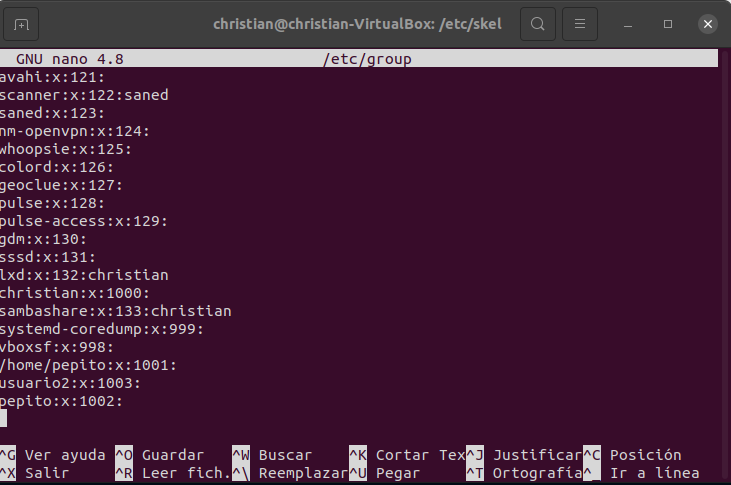 christian@christian-VirtualBox: /etc/skel
GNU nano 4.8 /etc/group
avahi:x:121:
scanner:x:122:saned
saned:x:123:
nm-openvpn:x:124:
whoopsie:x:125:
colord:x:126:
geoclue:x:127:
pulse:x:128:
pulse-access:x:129:
gdm:x:130:
sssd:x:131:
lxd:x:132:christian
christian:x:1000:
sambashare:x:133:christian
systemd-coredump:x:999:
vboxsf:x:998:
/home/pepito:x:1001:
usuario2:x:1003:
pepito:x:1002:
^G Ver ayuda ^O Guardar ^W Buscar ^K Cortar Tex^J Justificar^C Posición
^X Salir ^R Leer fich.^\ Reemplazar^U Pegar ^T Ortografía^_ Ir a línea